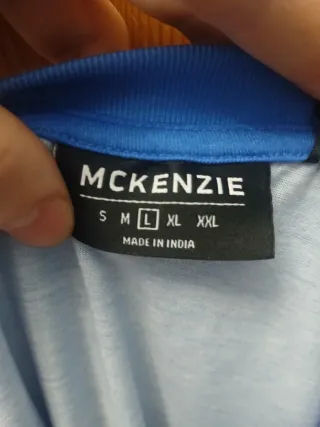 MCKENZIE
S M L XL XXL
MADE IN INDIA